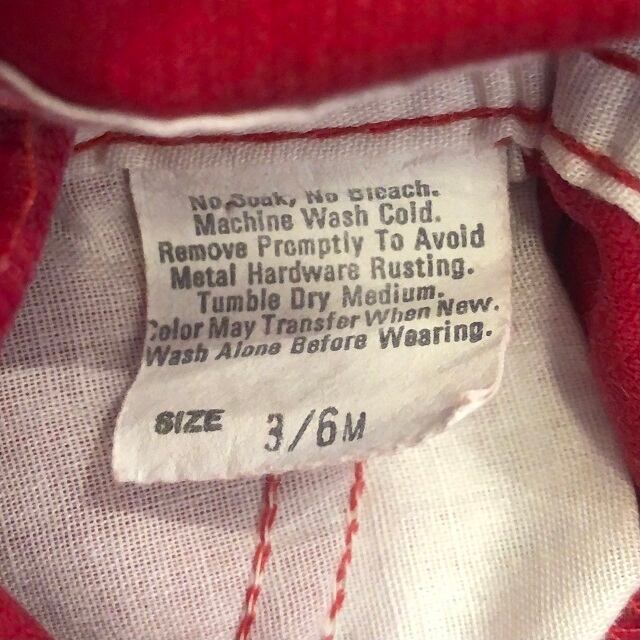 No Soak, No Bleach.
Machine Wash Cold.
Remove Promptly To Avoid
Metal Hardware Rusting.
Tumble Dry Medium.
Color May Transfer When New.
Wash Alone Before Wearing.
SIZE 3/6M